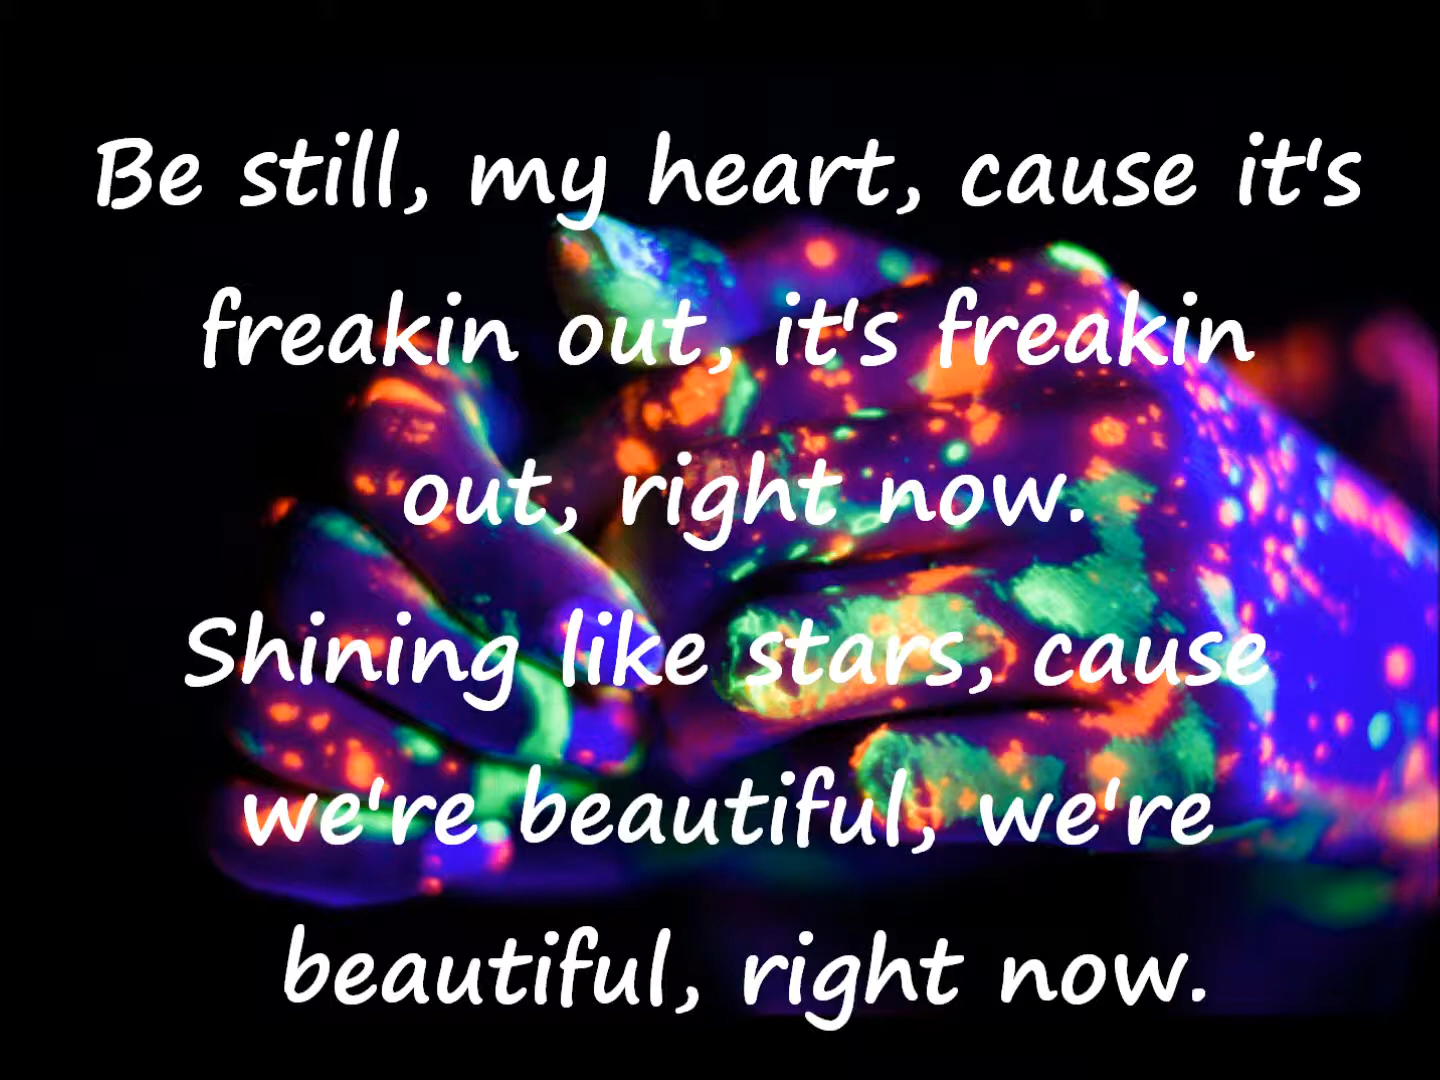 Be still, my heart, cause it's
freakin out, it's freakin
out, right now.
Shining like stars, cause
we're beautiful, we're
beautiful, right now.